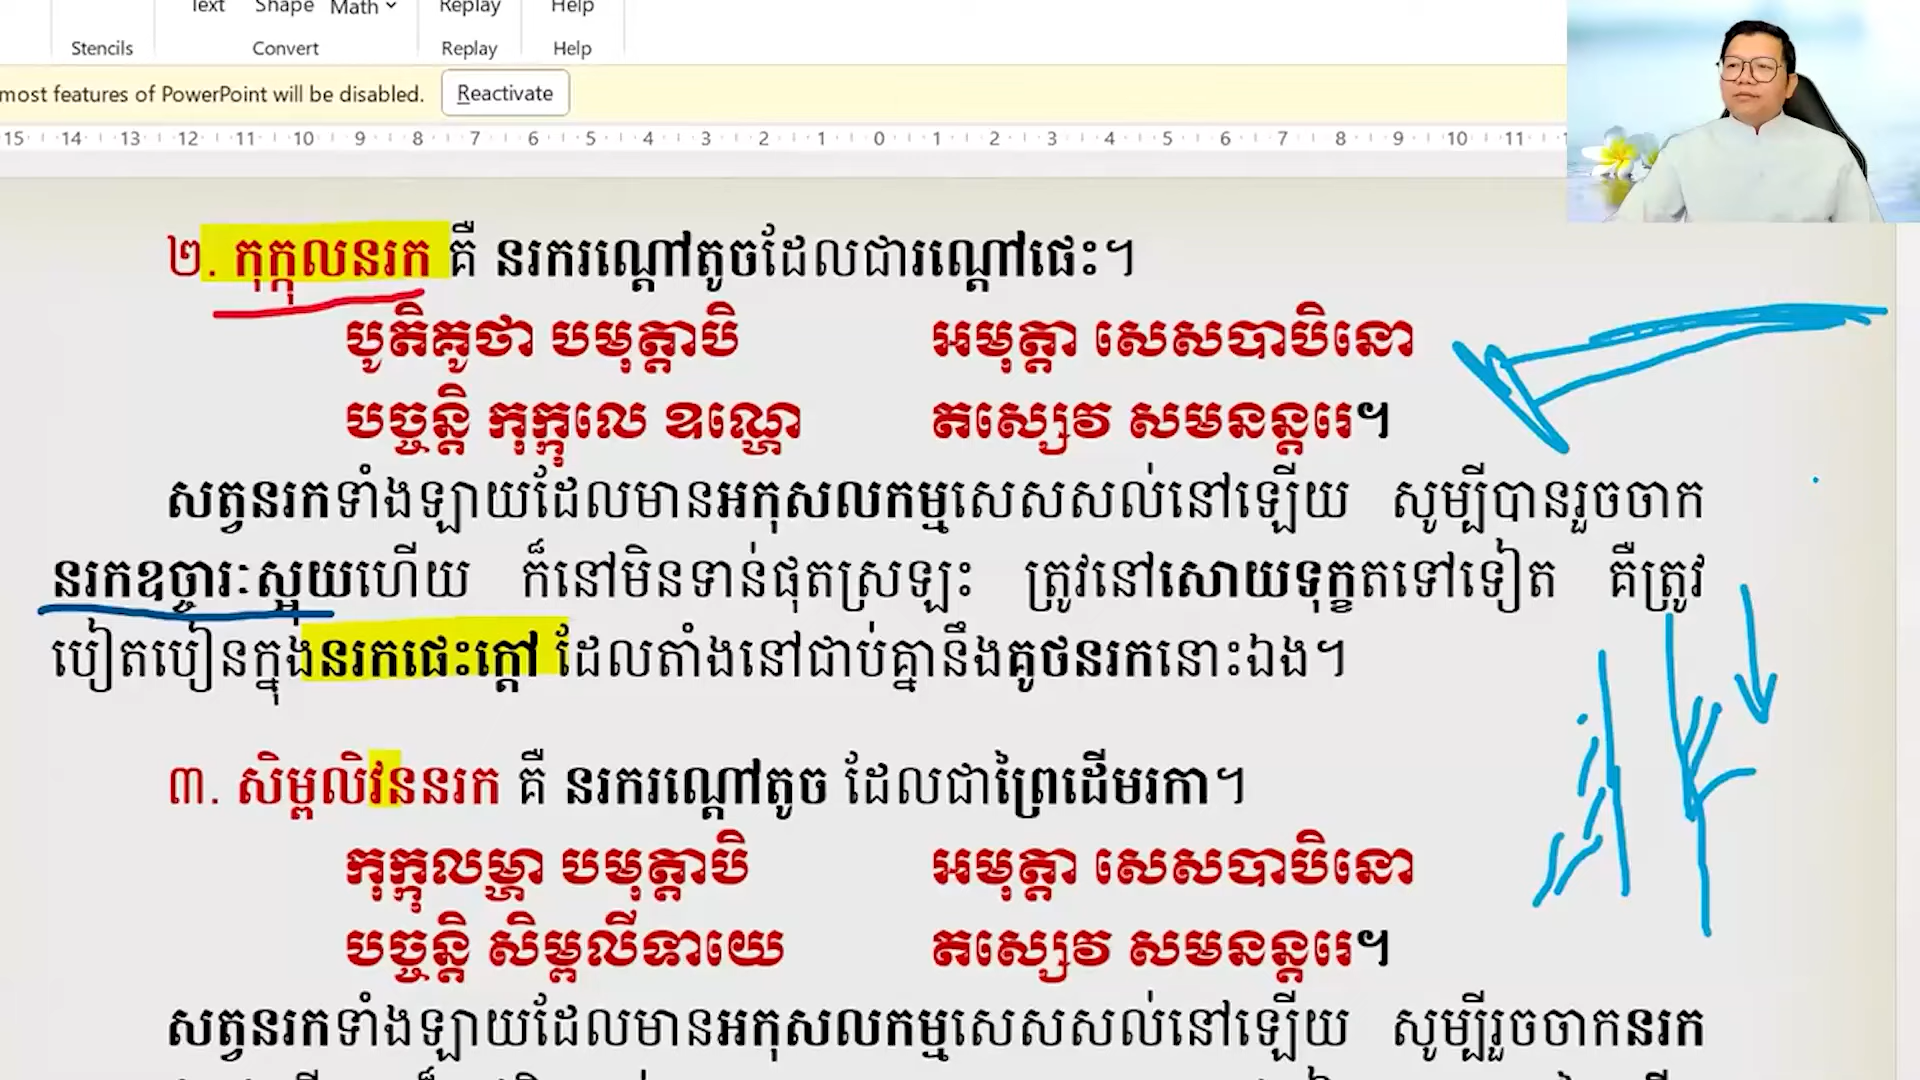 Text Shape Math Replay Help
Stencils Convert Replay Help
most features of PowerPoint will be disabled. Reactivate
15 14 13 12 11 10 9 8 7 6 5 4 3 2 1 0 1 2 3 4 5 6 7 8 9 10 11
២. កុក្កុលនរក គឺ នរករណ្ដៅតូចដែលជារណ្ដៅផេះ។
បូតិគូថា បមុត្តាបិ អមុត្តា សេសបាបិនោ
បច្ចន្តិ កុក្កុលេ ឧណ្ហេ តស្សេវ សមនន្តរេ។
សត្វនរកទាំងឡាយដែលមានអកុសលកម្មសេសសល់នៅឡើយ សូម្បីបានរួចចាក
នរកឧច្ចារៈស្អុយហើយ ក៏នៅមិនទាន់ផុតស្រឡះ ត្រូវនៅសោយទុក្ខតទៅទៀត គឺត្រូវ
បៀតបៀនក្នុងនរកផេះក្ដៅ ដែលតាំងនៅជាប់គ្នានឹងគូថនរកនោះឯង។
៣. សិម្ពលិវននរក គឺ នរករណ្ដៅតូច ដែលជាព្រៃដើមរកា។
កុក្កុលម្ហា បមុត្តាបិ អមុត្តា សេសបាបិនោ
បច្ចន្តិ សិម្ពលីទាយេ តស្សេវ សមនន្តរេ។
សត្វនរកទាំងឡាយដែលមានអកុសលកម្មសេសសល់នៅឡើយ សូម្បីរួចចាកនរក